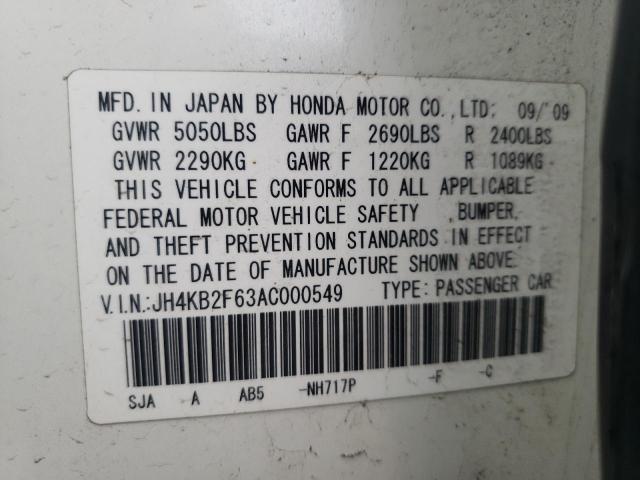 MFD. IN JAPAN BY HONDA MOTOR CO., LTD: 09/'09
GVWR 5050LBS GAWR F 2690LBS R 2400LBS
GVWR 2290KG GAWR F 1220KG R 1089KG
THIS VEHICLE CONFORMS TO ALL APPLICABLE
FEDERAL MOTOR VEHICLE SAFETY ,BUMPER,
AND THEFT PREVENTION STANDARDS IN EFFECT
ON THE DATE OF MANUFACTURE SHOWN ABOVE.
V.I.N.:JH4KB2F63AC000549 TYPE: PASSENGER CAR
SJA A AB5 -NH717P -F -C